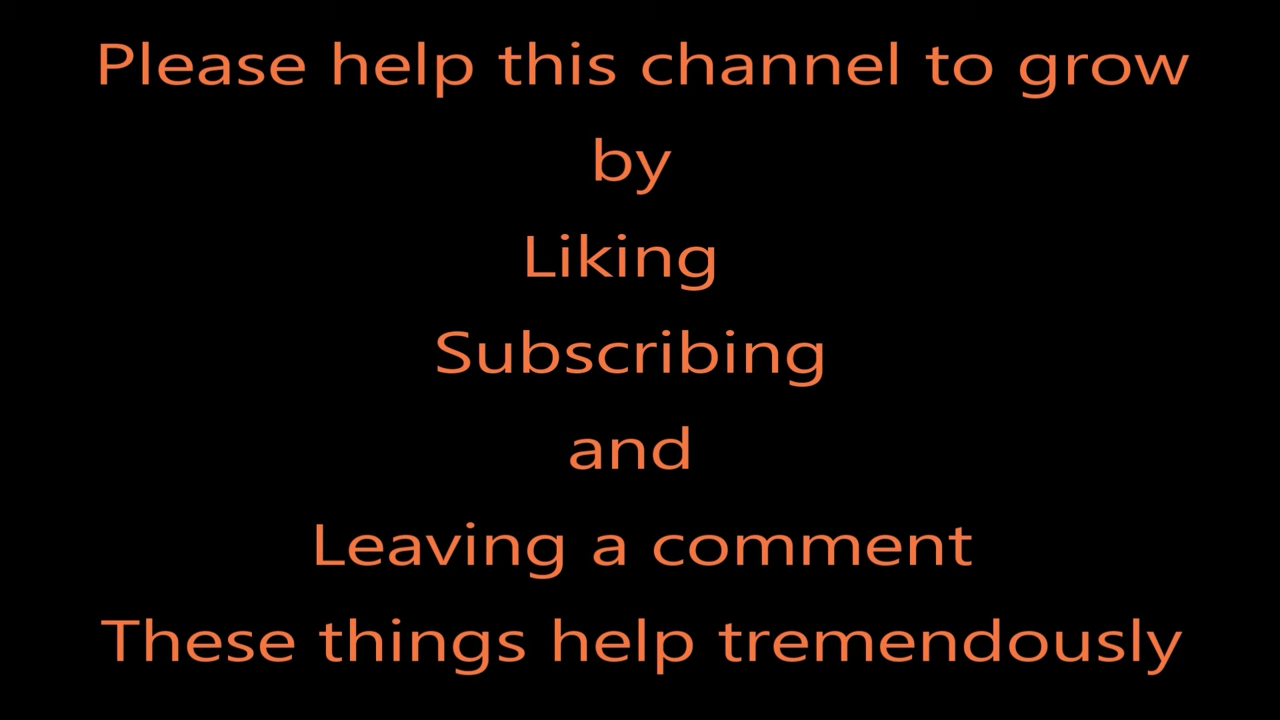 Please help this channel to grow
by
Liking
Subscribing
and
Leaving a comment
These things help tremendously